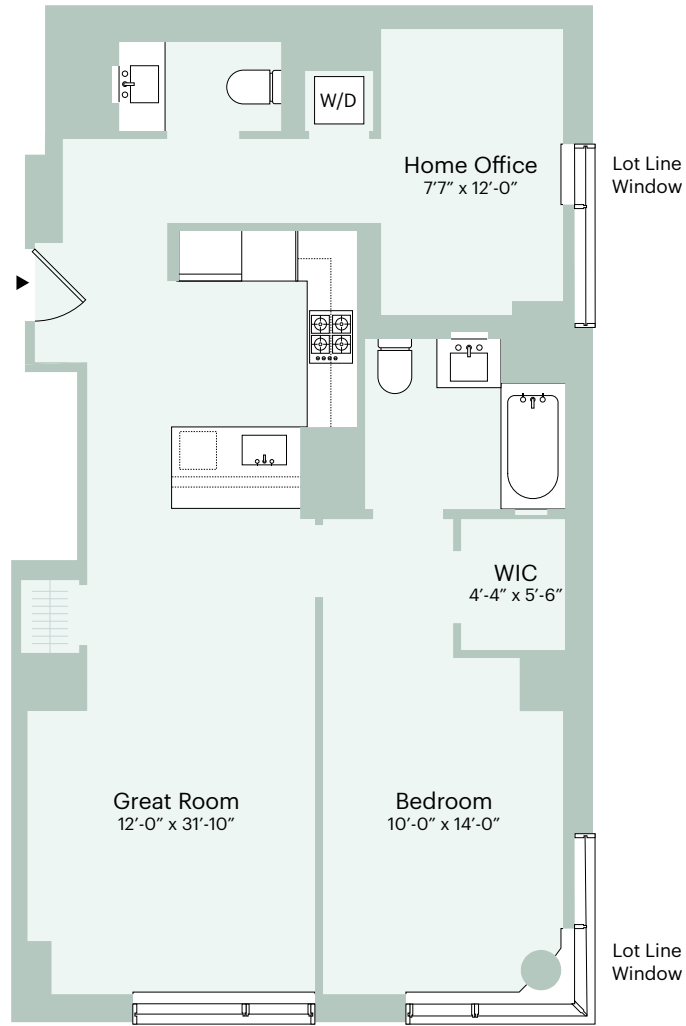 W/D
Home Office
7'7" x 12'-0"
Lot Line
Window
WIC
4'-4" x 5'-6"
Great Room
12'-0" x 31'-10"
Bedroom
10'-0" x 14'-0"
Lot Line
Window